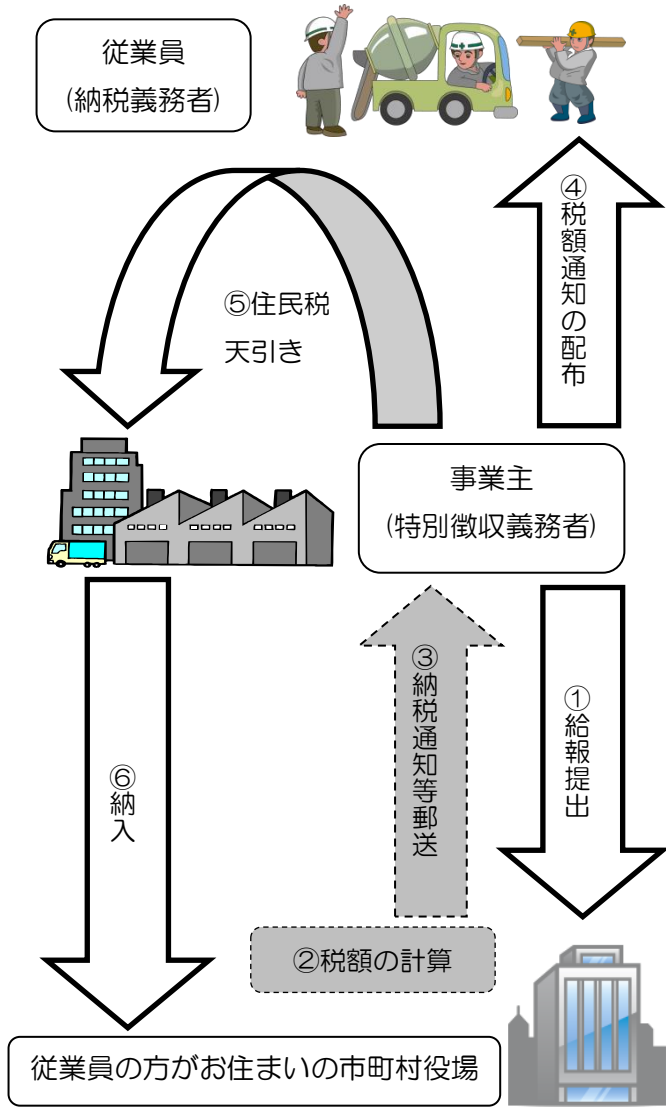 従業員
(納税義務者)
④税額通知の配布
⑤住民税
天引き
事業主
(特別徴収義務者)
③納税通知等郵送
①給報提出
⑥納入
②税額の計算
従業員の方がお住まいの市町村役場